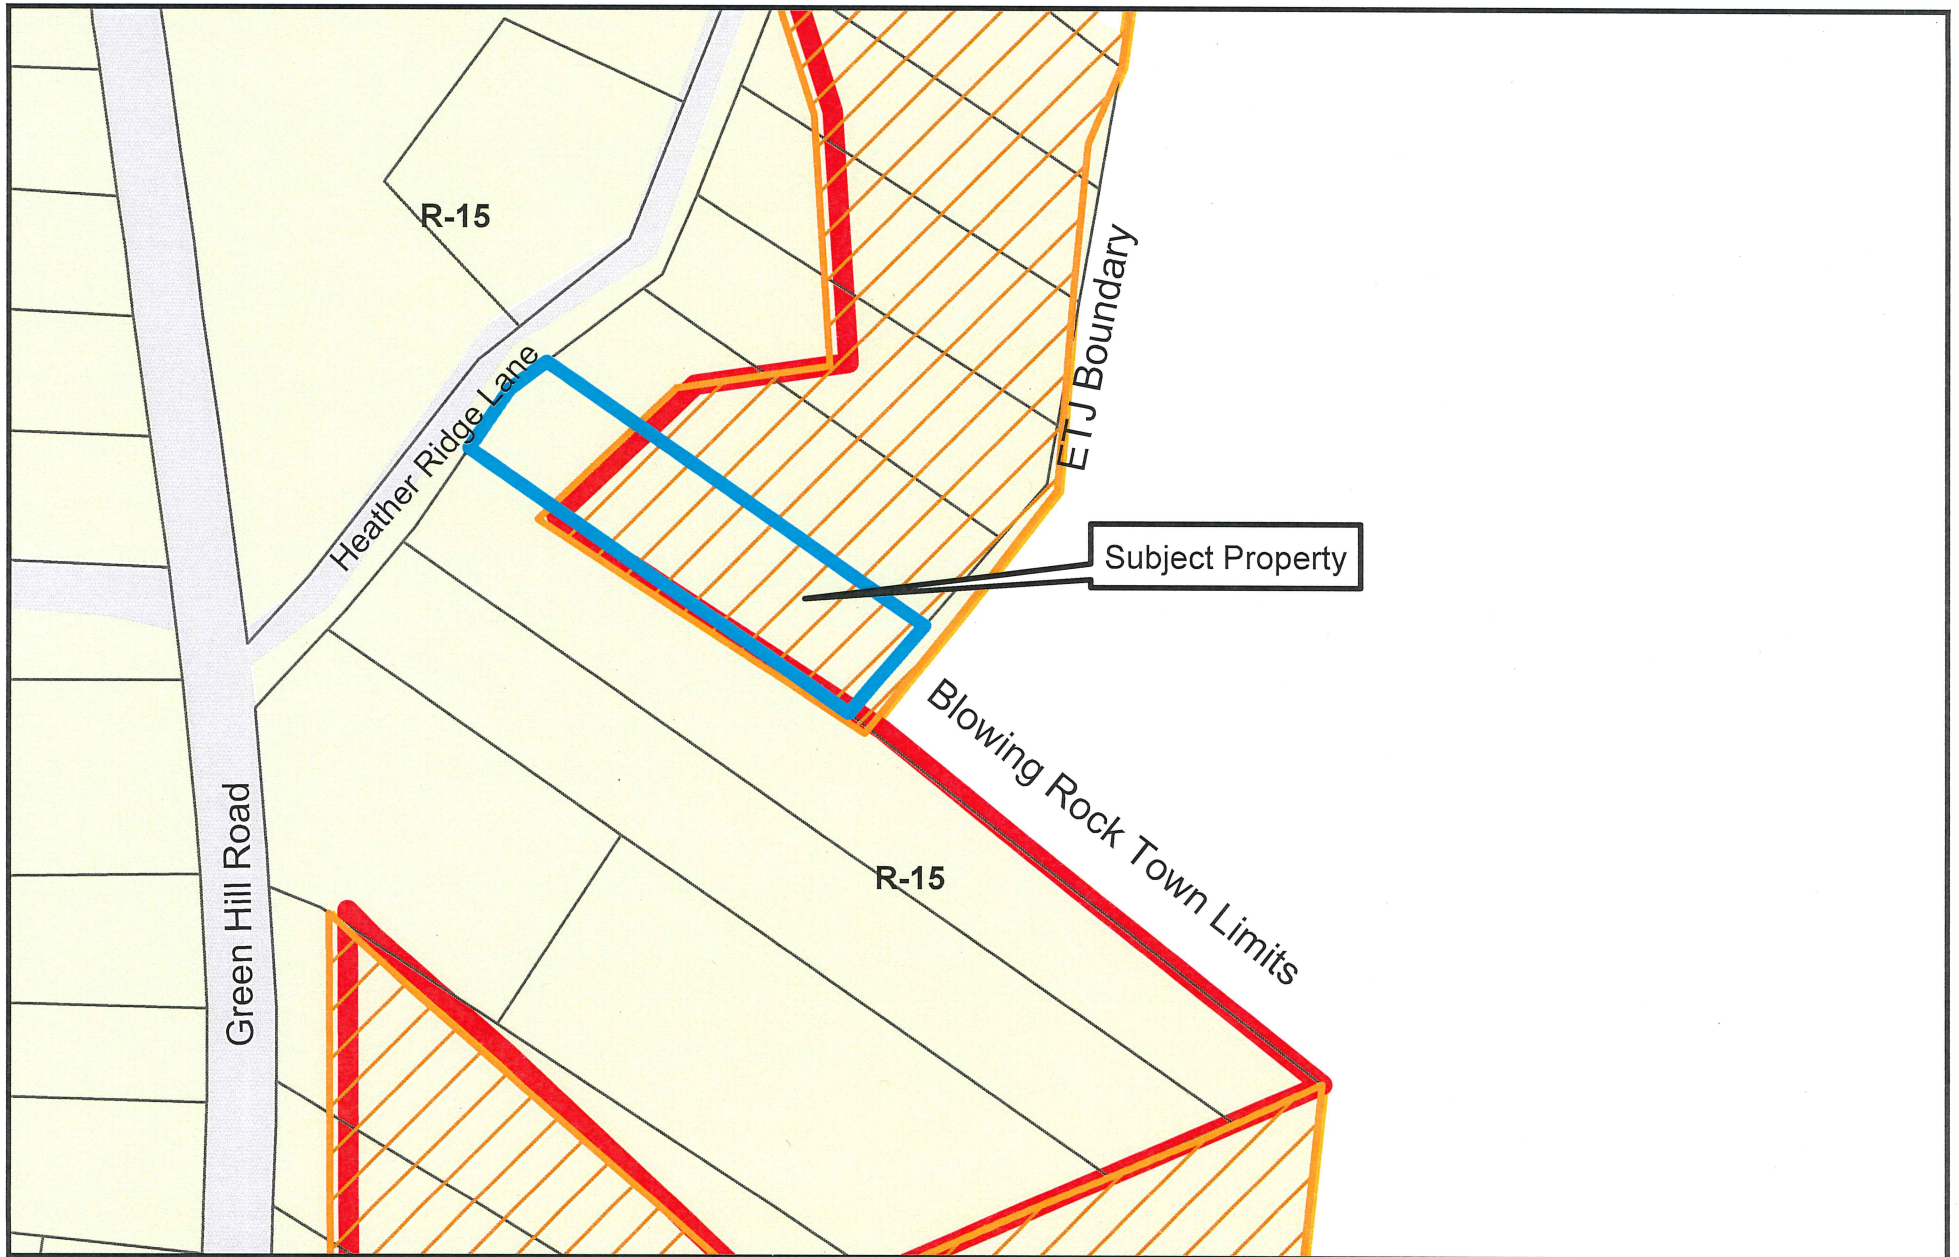 R-15
ETJ Boundary
Heather Ridge Lane
Subject Property
Blowing Rock Town Limits
R-15
Green Hill Road